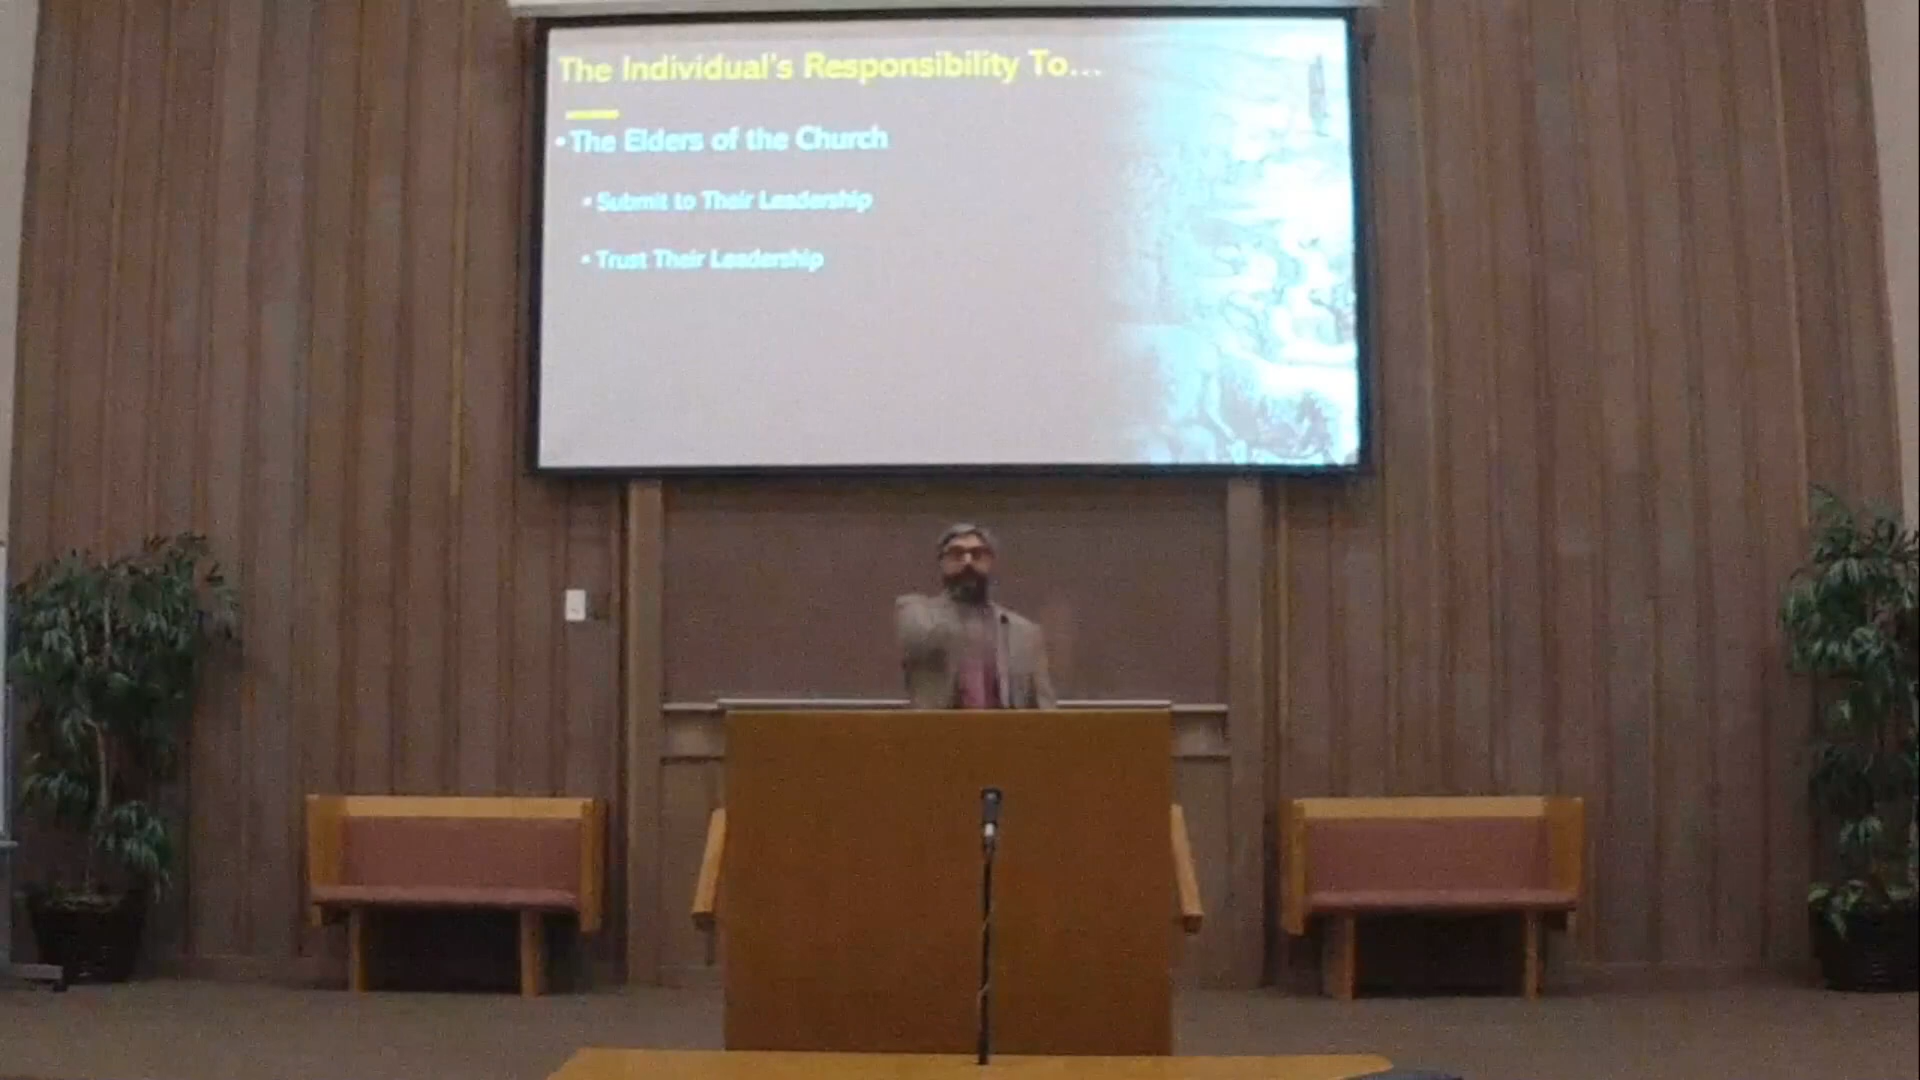 The Individual's Responsibility To...
• The Elders of the Church
• Submit to Their Leadership
• Trust Their Leadership